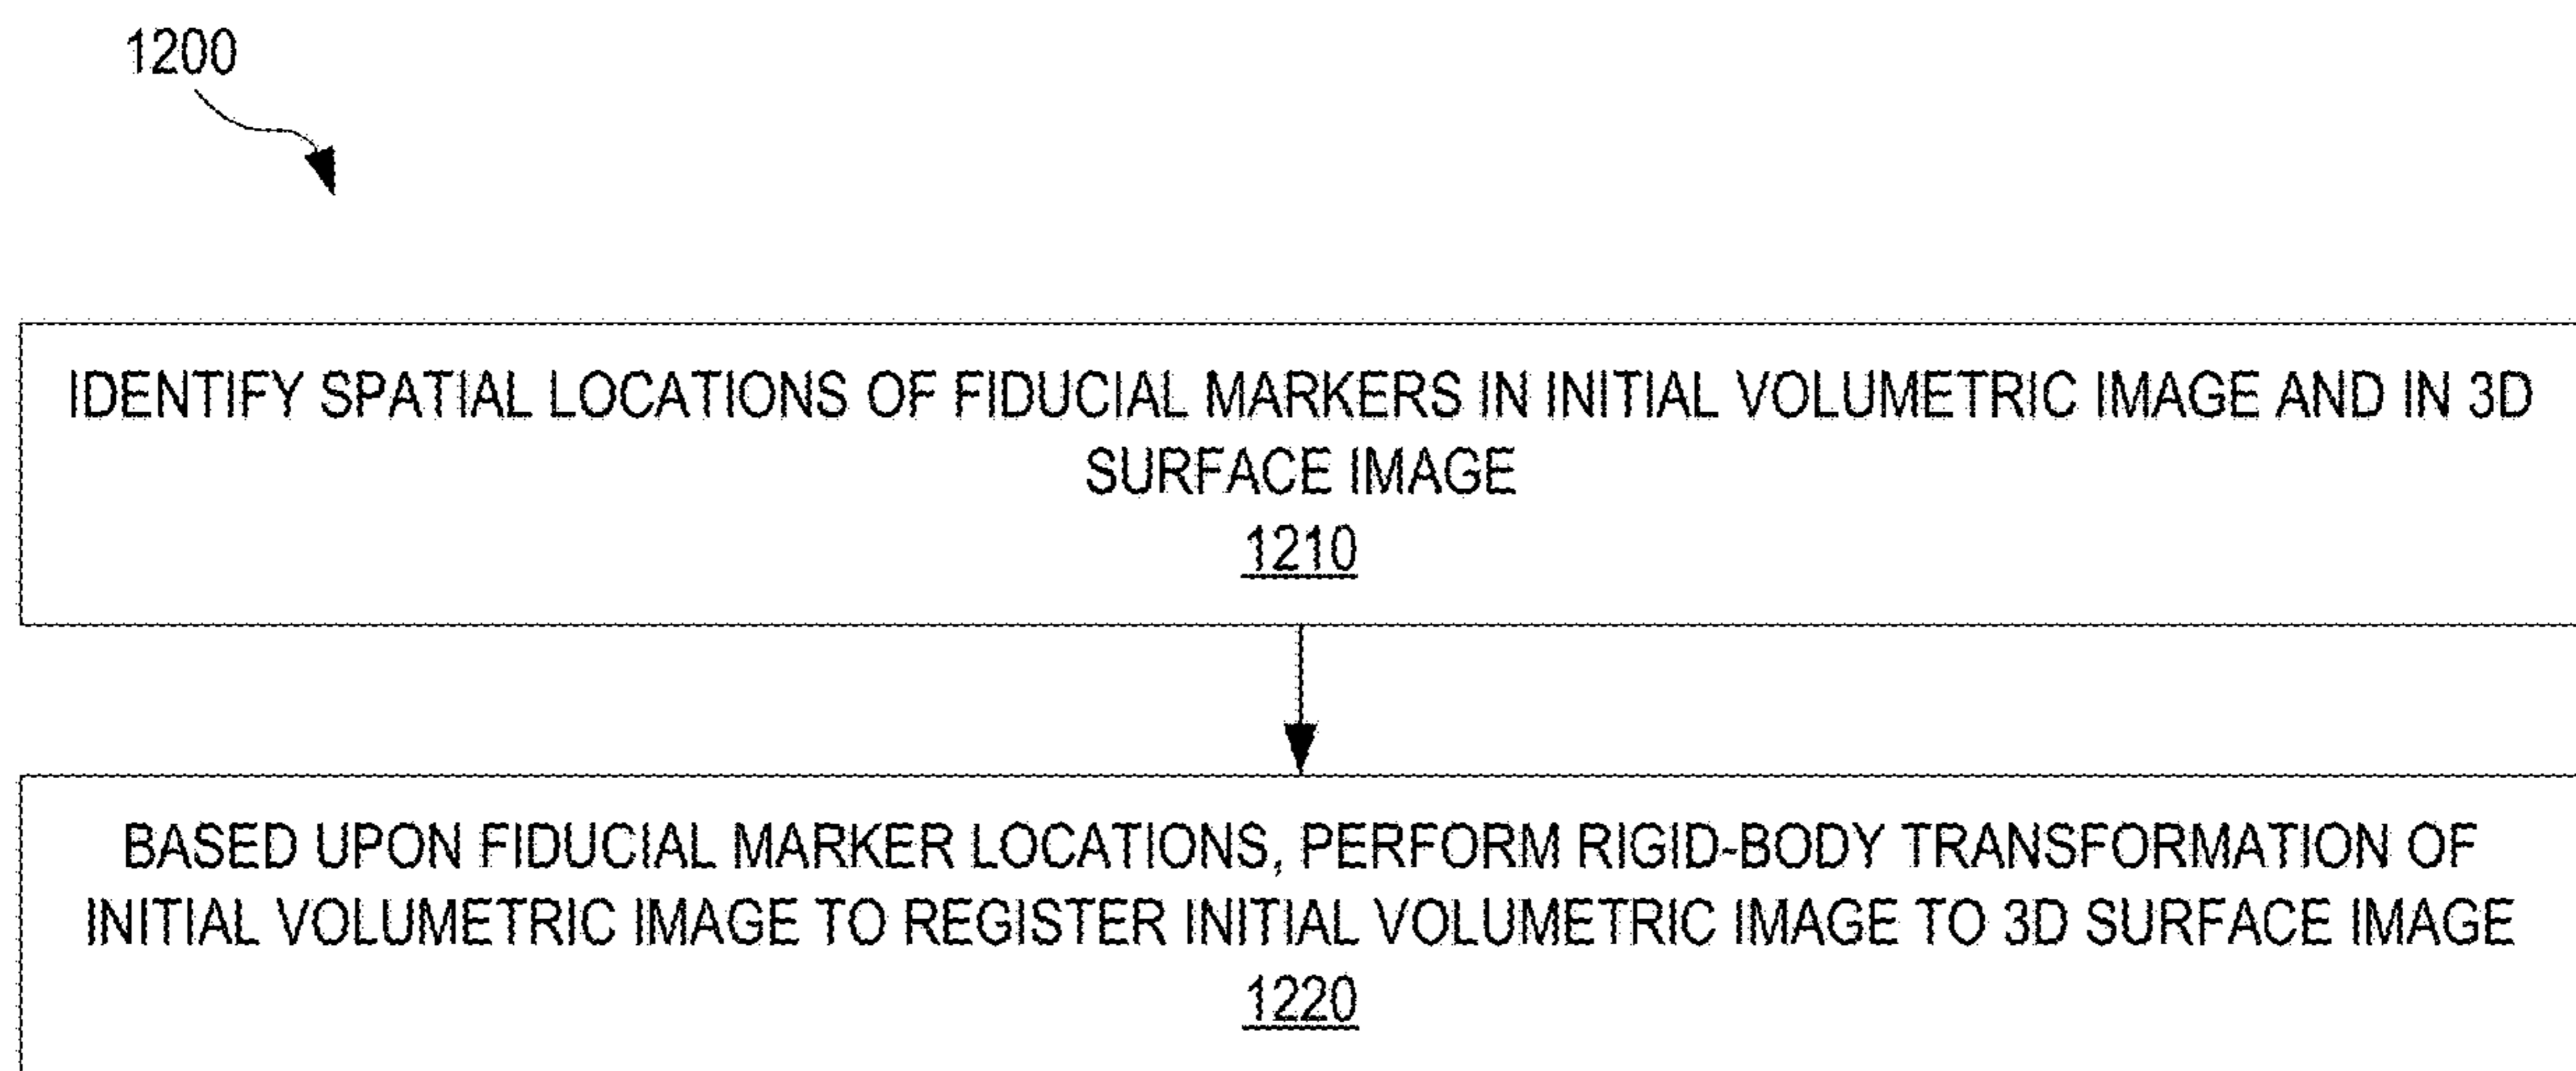 1200
IDENTIFY SPATIAL LOCATIONS OF FIDUCIAL MARKERS IN INITIAL VOLUMETRIC IMAGE AND IN 3D
SURFACE IMAGE
1210
BASED UPON FIDUCIAL MARKER LOCATIONS, PERFORM RIGID-BODY TRANSFORMATION OF
INITIAL VOLUMETRIC IMAGE TO REGISTER INITIAL VOLUMETRIC IMAGE TO 3D SURFACE IMAGE
1220